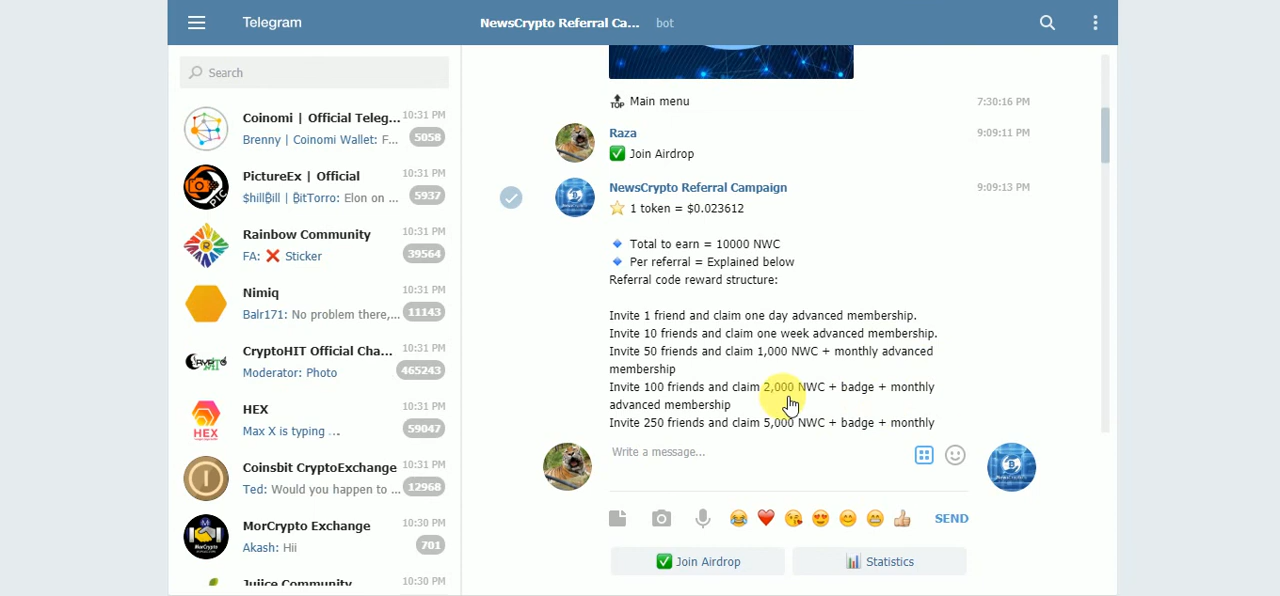 Telegram
NewsCrypto Referral Ca... bot
Search
Coinomi | Official Teleg... 10:31 PM
Brenny | Coinomi Wallet: F... 5058
PictureEx | Official 10:31 PM
$hillBill | ₿itTorro: Elon on ... 5937
Rainbow Community 10:31 PM
FA: ❌ Sticker 39564
Nimiq 10:31 PM
Balr171: No problem there,... 11143
CryptoHIT Official Cha... 10:31 PM
Moderator: Photo 465243
HEX 10:31 PM
Max X is typing ... 59047
Coinsbit CryptoExchange 10:31 PM
Ted: Would you happen to ... 12968
MorCrypto Exchange 10:30 PM
Akash: Hii 701
Juiice Community 10:30 PM
TOP Main menu 7:30:16 PM
Raza 9:09:11 PM
✅ Join Airdrop
NewsCrypto Referral Campaign 9:09:13 PM
⭐ 1 token = $0.023612
🔹 Total to earn = 10000 NWC
🔹 Per referral = Explained below
Referral code reward structure:
Invite 1 friend and claim one day advanced membership.
Invite 10 friends and claim one week advanced membership.
Invite 50 friends and claim 1,000 NWC + monthly advanced
membership
Invite 100 friends and claim 2,000 NWC + badge + monthly
advanced membership
Invite 250 friends and claim 5,000 NWC + badge + monthly
Write a message...
SEND
✅ Join Airdrop
📊 Statistics